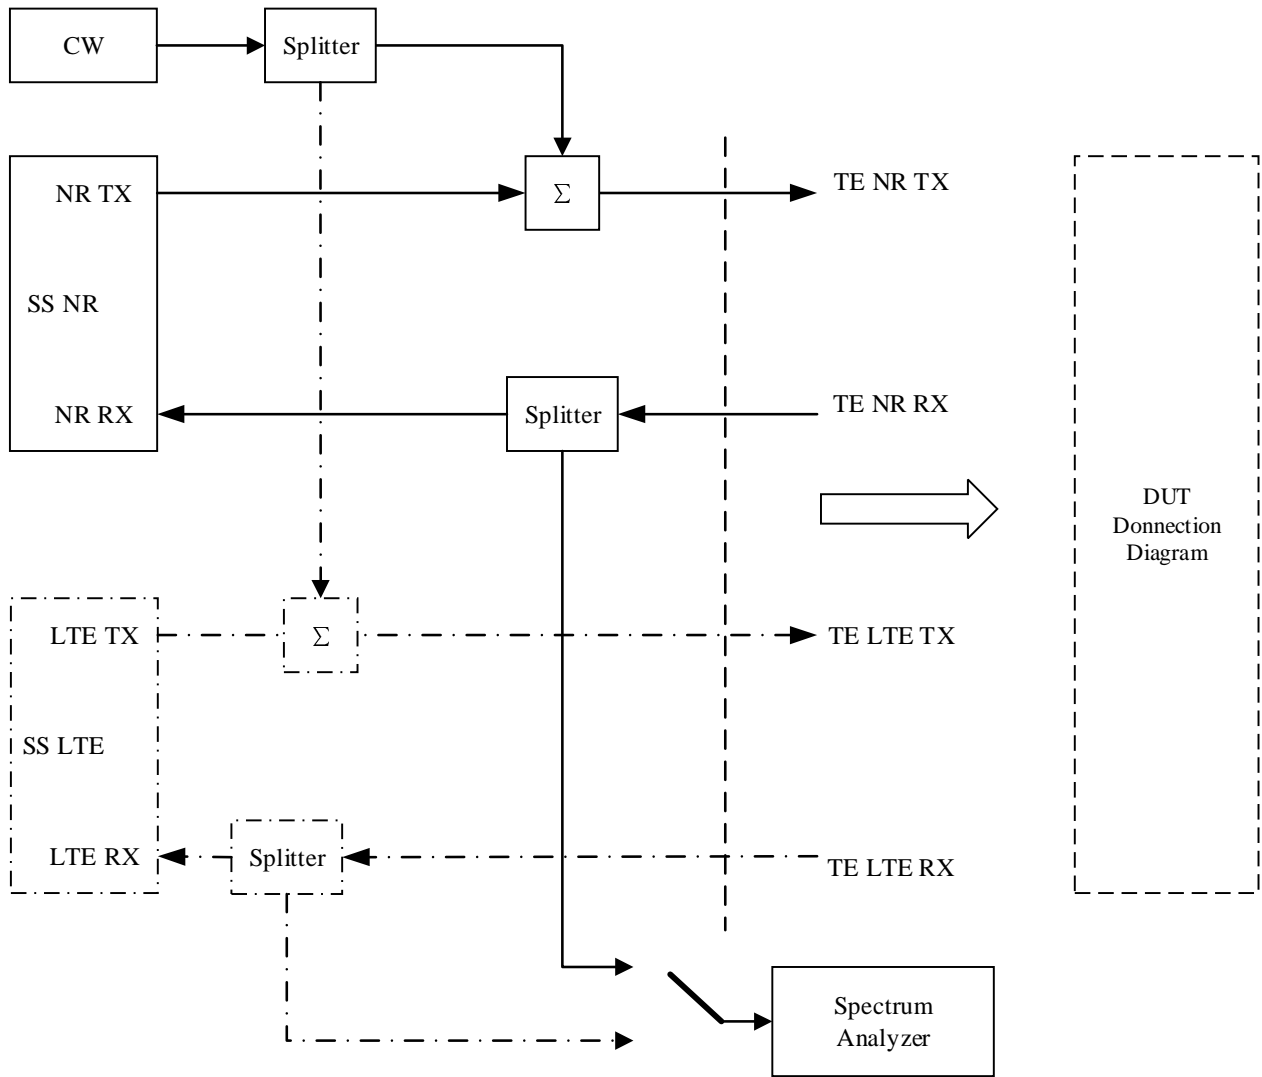 CW
Splitter
NR TX
Σ
TE NR TX
SS NR
NR RX
Splitter
TE NR RX
DUT
Donnection
Diagram
LTE TX
Σ
TE LTE TX
SS LTE
LTE RX
Splitter
TE LTE RX
Spectrum
Analyzer